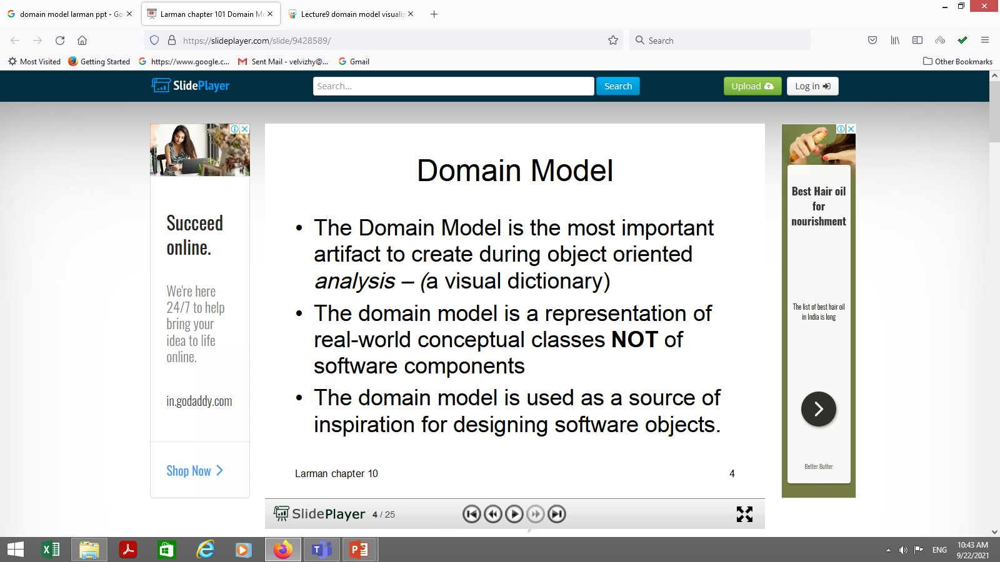 domain model larman ppt - Go
Larman chapter 101 Domain Mo
Lecture9 domain model visualiz
https://slideplayer.com/slide/9428589/
Search
Most Visited
Getting Started
https://www.google.c...
Sent Mail - velvizhy@...
Gmail
Other Bookmarks
SlidePlayer
Search...
Search
Upload
Log in
Succeed
online.
We're here
24/7 to help
bring your
idea to life
online.
in.godaddy.com
Shop Now
Domain Model
• The Domain Model is the most important
artifact to create during object oriented
analysis – (a visual dictionary)
• The domain model is a representation of
real-world conceptual classes NOT of
software components
• The domain model is used as a source of
inspiration for designing software objects.
Larman chapter 10
4
Best Hair oil
for
nourishment
The list of best hair oil
in India is long
Better Butter
SlidePlayer
4 / 25
ENG
10:43 AM
9/22/2021